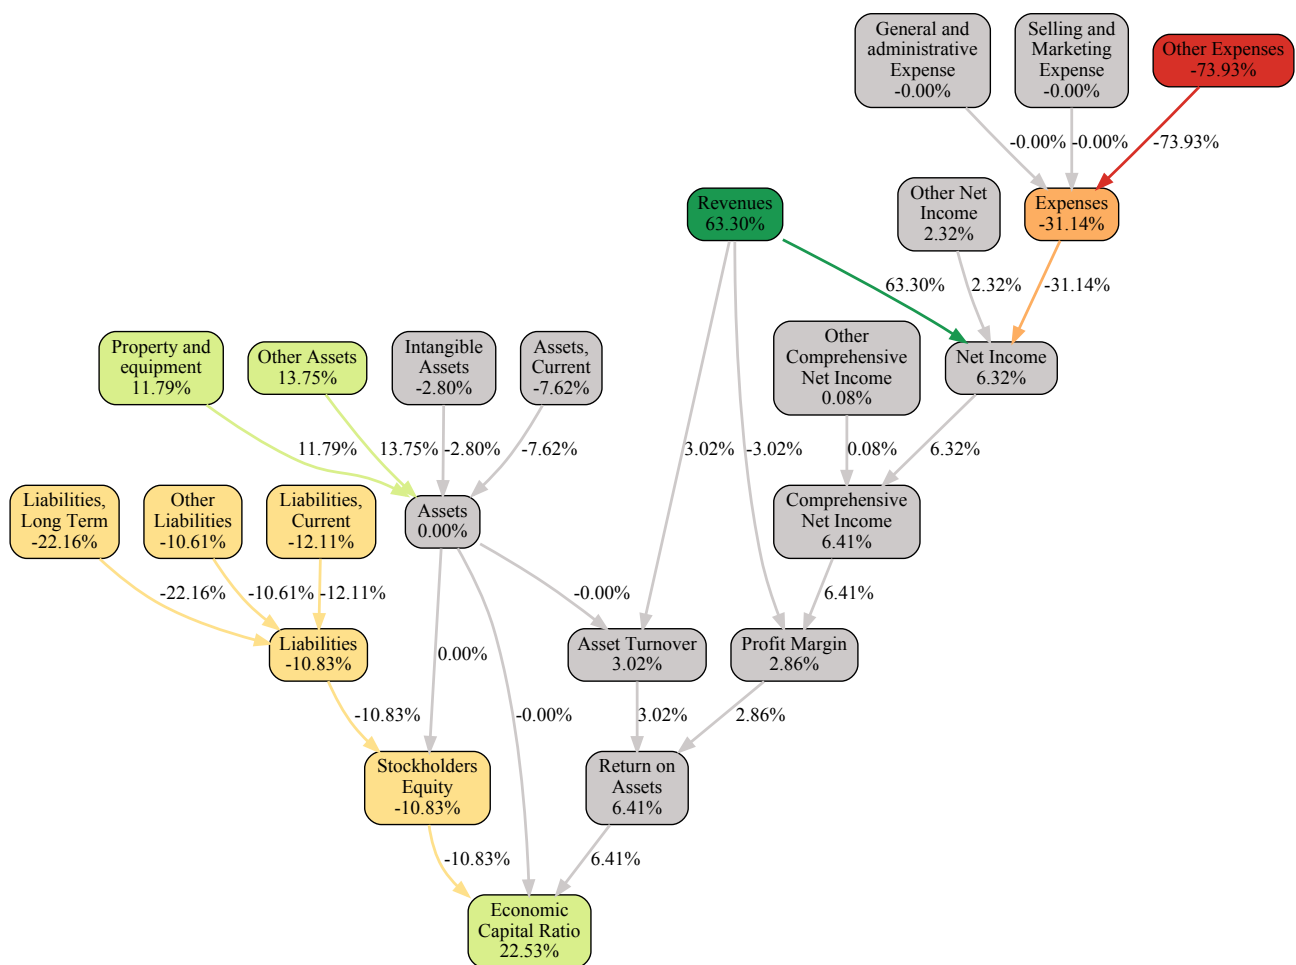 General and
administrative
Expense
-0.00%
Selling and
Marketing
Expense
-0.00%
Other Expenses
-73.93%
-0.00%
-0.00%
-73.93%
Revenues
63.30%
Other Net
Income
2.32%
Expenses
-31.14%
63.30%
2.32%
-31.14%
Property and
equipment
11.79%
Other Assets
13.75%
Intangible
Assets
-2.80%
Assets,
Current
-7.62%
Other
Comprehensive
Net Income
0.08%
Net Income
6.32%
11.79%
13.75%
-2.80%
-7.62%
3.02%
-3.02%
0.08%
6.32%
Liabilities,
Long Term
-22.16%
Other
Liabilities
-10.61%
Liabilities,
Current
-12.11%
Assets
0.00%
Comprehensive
Net Income
6.41%
-22.16%
-10.61%
-12.11%
-0.00%
6.41%
Liabilities
-10.83%
0.00%
Asset Turnover
3.02%
Profit Margin
2.86%
-10.83%
-0.00%
3.02%
2.86%
Stockholders
Equity
-10.83%
Return on
Assets
6.41%
-10.83%
6.41%
Economic
Capital Ratio
22.53%